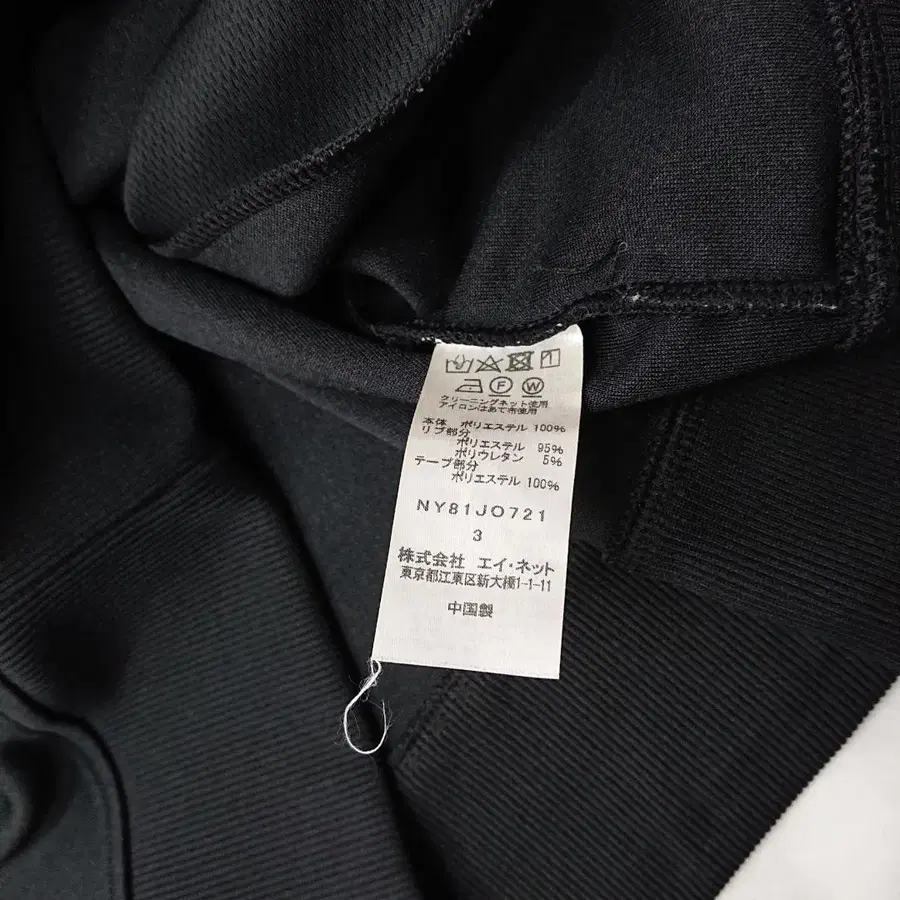 F W
クリーニングネット使用
アイロンはあて布使用
本体 ポリエステル 100%
リブ部分
ポリエステル 95%
ポリウレタン 5%
テープ部分
ポリエステル 100%
NY81JO721
3
株式会社 エイ・ネット
東京都江東区新大橋1-1-11
中国製